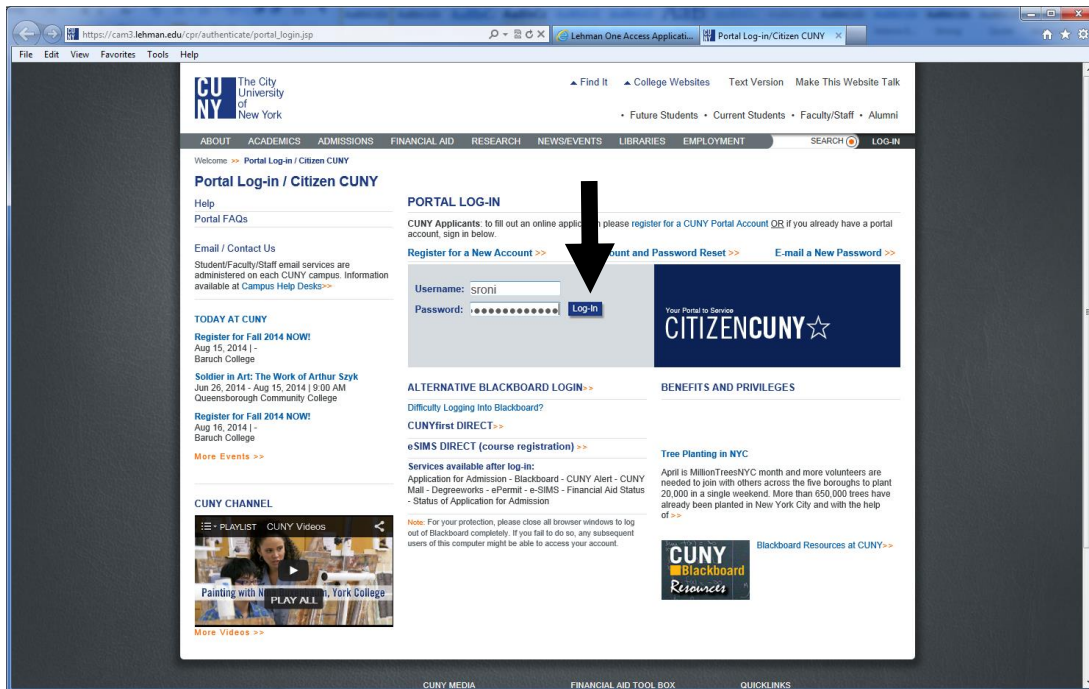 https://cam3.lehman.edu/cpr/authenticate/portal_login.jsp
Lehman One Access Applicati...
Portal Log-in/Citizen CUNY
File Edit View Favorites Tools Help
CU NY
The City
University
of
New York
Find It College Websites Text Version Make This Website Talk
• Future Students • Current Students • Faculty/Staff • Alumni
ABOUT ACADEMICS ADMISSIONS FINANCIAL AID RESEARCH NEWS/EVENTS LIBRARIES EMPLOYMENT SEARCH LOG-IN
Welcome >> Portal Log-in / Citizen CUNY
Portal Log-in / Citizen CUNY
Help
Portal FAQs
Email / Contact Us
Student/Faculty/Staff email services are
administered on each CUNY campus. Information
available at Campus Help Desks>>
TODAY AT CUNY
Register for Fall 2014 NOW!
Aug 15, 2014 | -
Baruch College
Soldier in Art: The Work of Arthur Szyk
Jun 26, 2014 - Aug 15, 2014 | 9:00 AM
Queensborough Community
College
Register for Fall 2014 NOW!
Aug 16, 2014 | -
Baruch College
More Events >>
CUNY CHANNEL
PLAYLIST CUNY Videos
Painting with York College
PLAY ALL
More Videos >>
PORTAL LOG-IN
CUNY Applicants: to fill out an online please register for a CUNY Portal Account OR if you already have a portal
account, sign in below.
Register for a New Account >> and Password Reset >> E-mail a New Password >>
Username: sroni
Password: Log-In
Your Portal to Service
CITIZENCUNY☆
ALTERNATIVE BLACKBOARD LOGIN>>
Difficulty Logging Into Blackboard?
CUNYfirst DIRECT>>
eSIMS DIRECT (course registration) >>
Services available after log-in:
Application for Admission - Blackboard - CUNY Alert - CUNY
Mall - Degreeworks - ePermit - e-SIMS - Financial Aid Status
- Status of Application for Admission
Note: For your protection, please close all browser windows to log
out of Blackboard completely. If you fail to do so, any subsequent
users of this computer might be able to access your account.
BENEFITS AND PRIVILEGES
Tree Planting in NYC
April is MillionTreesNYC month and more volunteers are
needed to join with others across the five boroughs to plant
20,000 in a single weekend. More than 650,000 trees have
already been planted in New York City and with the help
of >>
CUNY
Blackboard
Resources
Blackboard Resources at CUNY>>
CUNY MEDIA FINANCIAL AID TOOL BOX QUICKLINKS